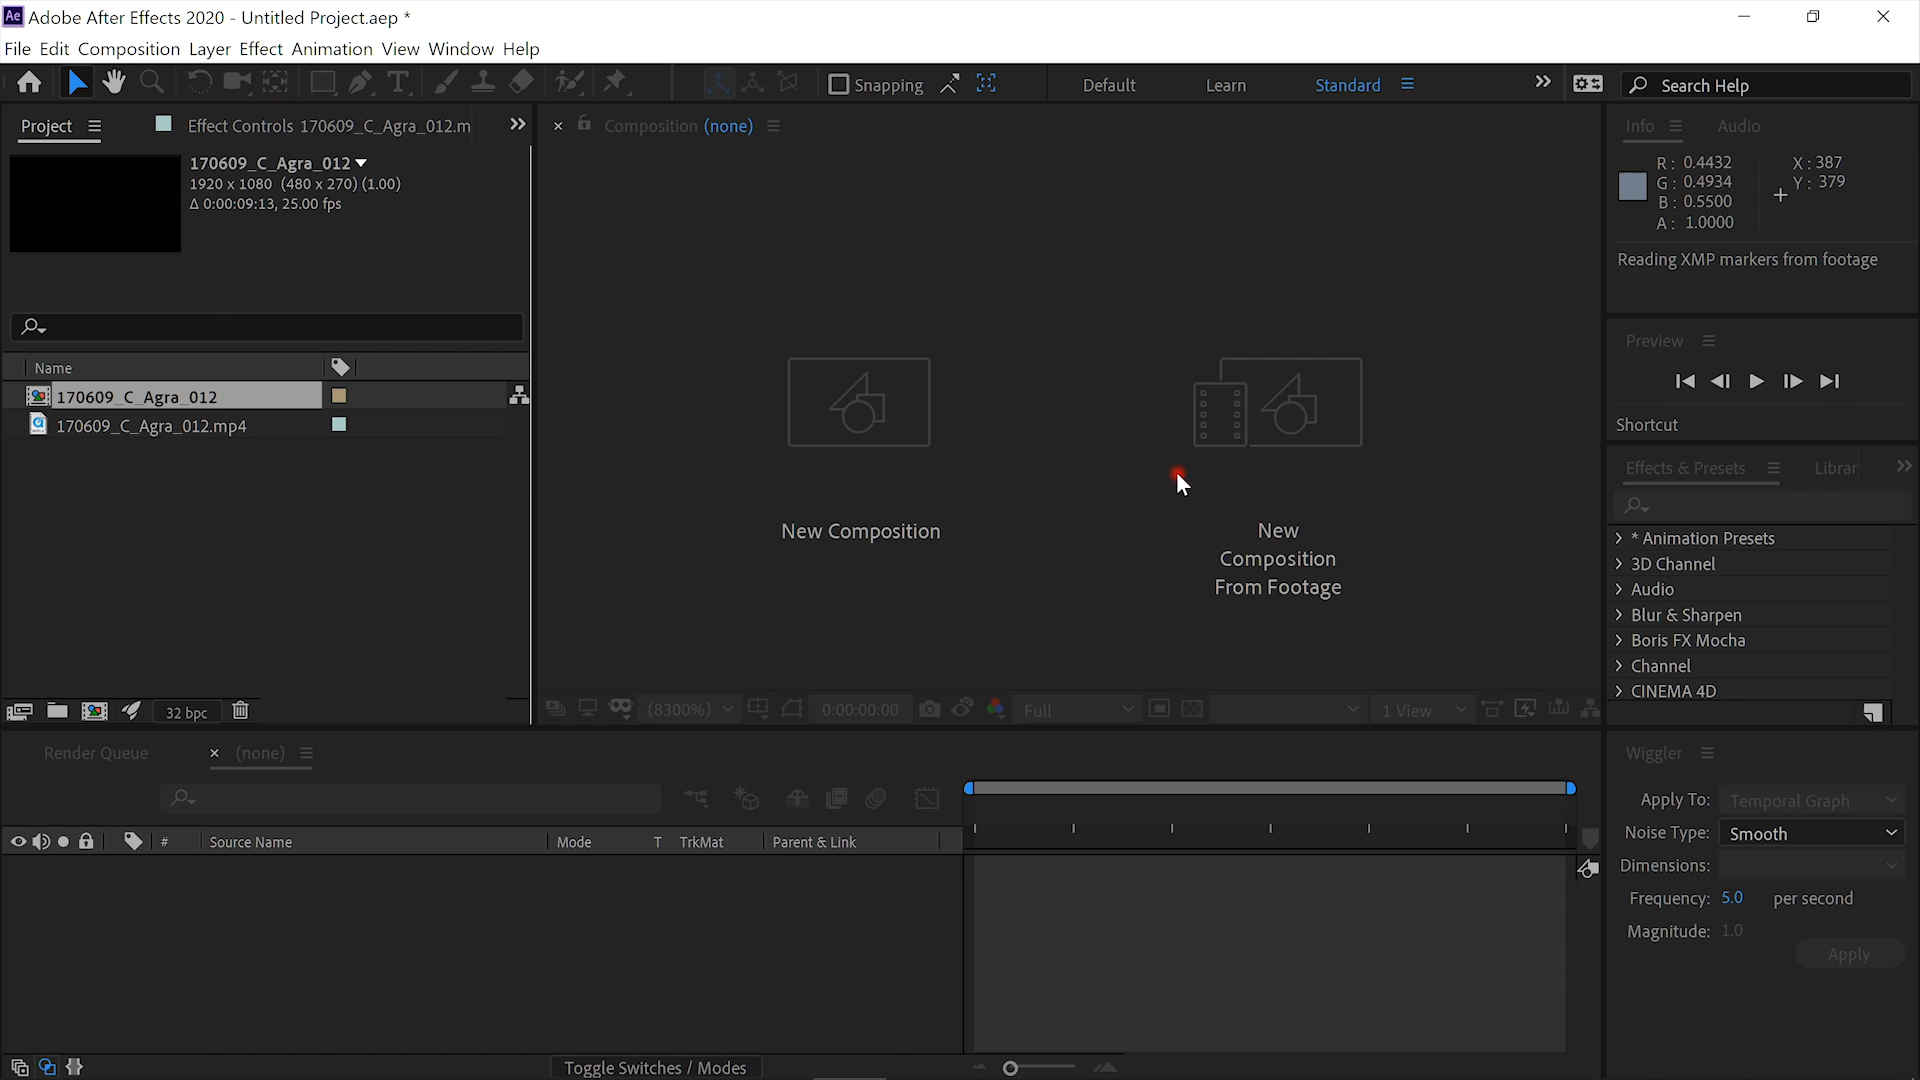 Ae Adobe After Effects 2020 - Untitled Project.aep *
File Edit Composition Layer Effect Animation View Window Help
Snapping Default Learn Standard Search Help
Project Effect Controls 170609_C_Agra_012.m
Composition (none)
Info Audio
170609_C_Agra_012
1920 x 1080 (480 x 270) (1.00)
Δ 0:00:09:13, 25.00 fps
R: 0.4432
G: 0.4934
B: 0.5500
A: 1.0000
X: 387
Y: 379
Reading XMP markers from footage
Preview
Shortcut
Name
170609_C_Agra_012
170609_C_Agra_012.mp4
New Composition
New
Composition
From Footage
Effects & Presets Librar
* Animation Presets
3D Channel
Audio
Blur & Sharpen
Boris FX Mocha
Channel
CINEMA 4D
32 bpc
(8300%) 0:00:00:00 Full 1 View
Render Queue (none)
# Source Name Mode T TrkMat Parent & Link
Toggle Switches / Modes
Wiggler
Apply To: Temporal Graph
Noise Type: Smooth
Dimensions:
Frequency: 5.0 per second
Magnitude: 1.0
Apply